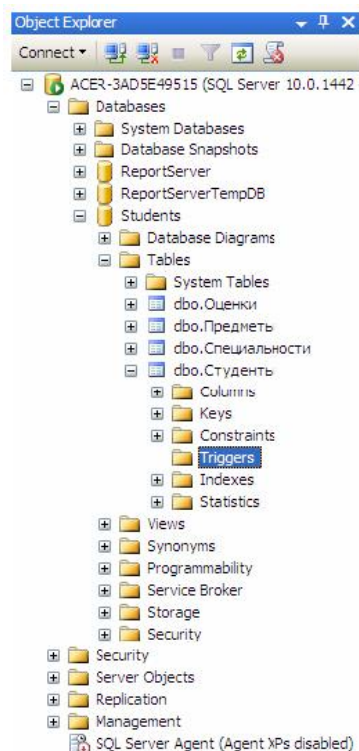 Object Explorer
Connect
ACER-3AD5E49515 (SQL Server 10.0.1442
Databases
System Databases
Database Snapshots
ReportServer
ReportServerTempDB
Students
Database Diagrams
Tables
System Tables
dbo.Оценки
dbo.Предметь
dbo.Специальности
dbo.Студенть
Columns
Keys
Constraints
Triggers
Indexes
Statistics
Views
Synonyms
Programmability
Service Broker
Storage
Security
Security
Server Objects
Replication
Management
SQL Server Agent (Agent XPs disabled)